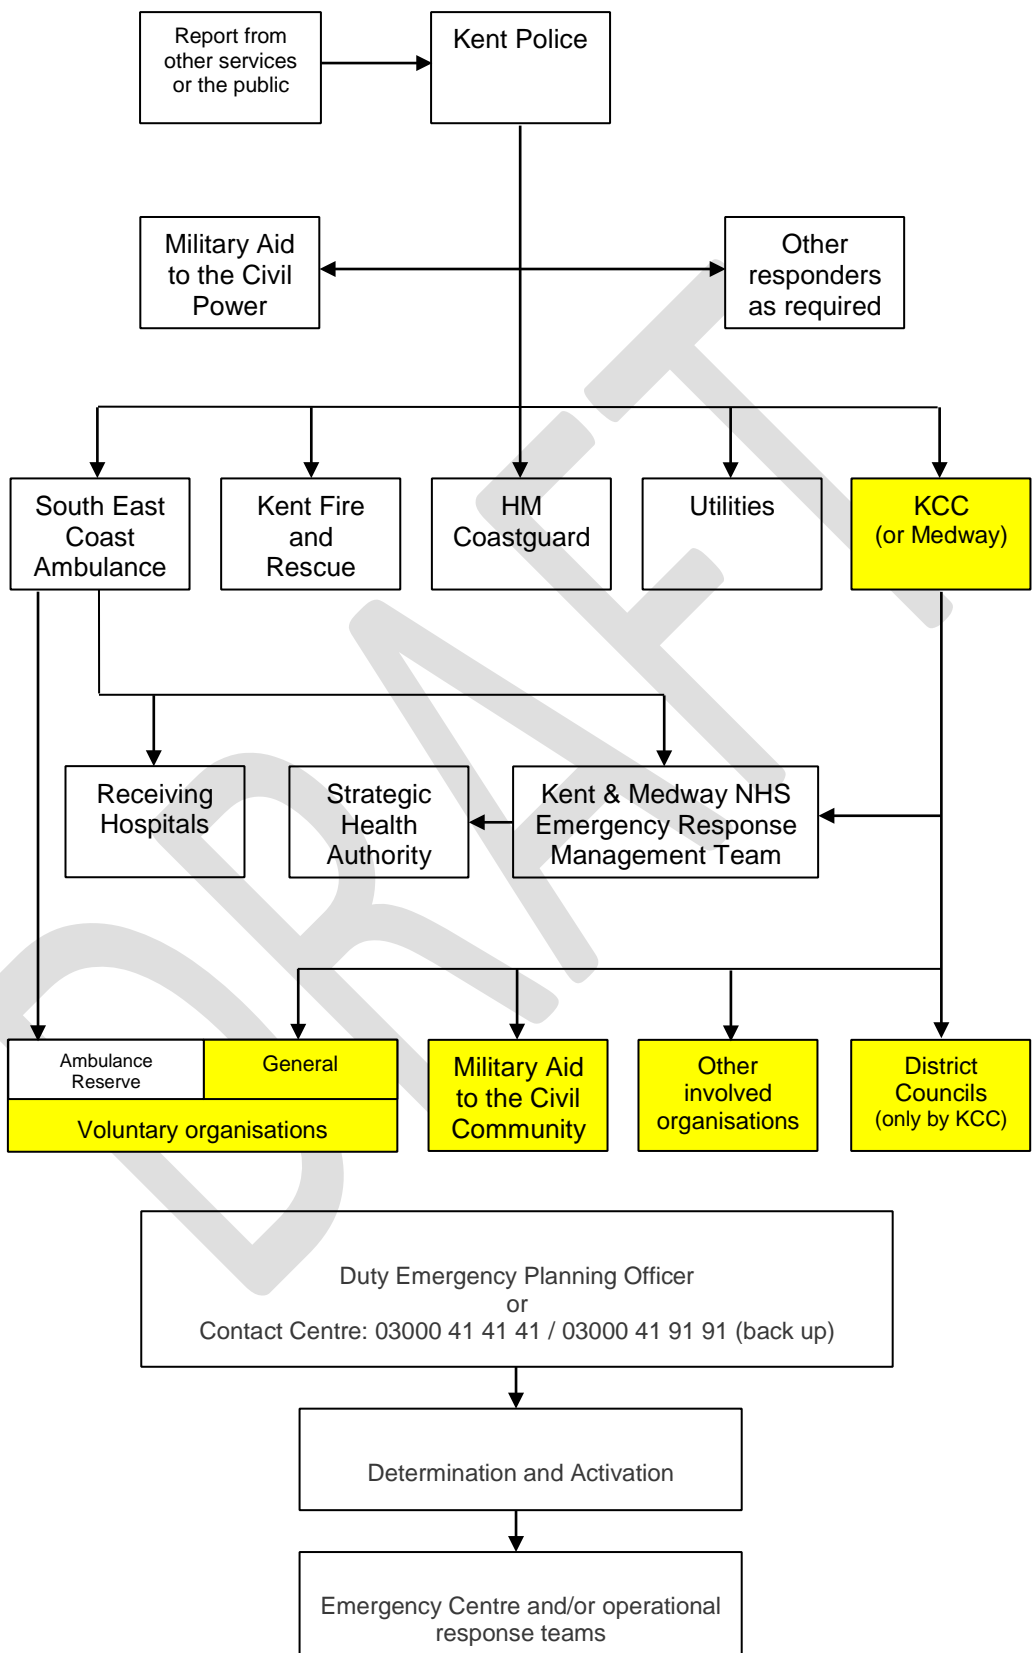 Report from
other services
or the public
Kent Police
Military Aid
to the Civil
Power
Other
responders
as required
South East
Coast
Ambulance
Kent Fire
and
Rescue
HM
Coastguard
Utilities
KCC
(or Medway)
Receiving
Hospitals
Strategic
Health
Authority
Kent & Medway NHS
Emergency Response
Management Team
Ambulance
Reserve
General
Voluntary organisations
Military Aid
to the Civil
Community
Other
involved
organisations
District
Councils
(only by KCC)
DRAFT
Duty Emergency Planning Officer
or
Contact Centre: 03000 41 41 41 / 03000 41 91 91 (back up)
Determination and Activation
Emergency Centre and/or operational
response teams